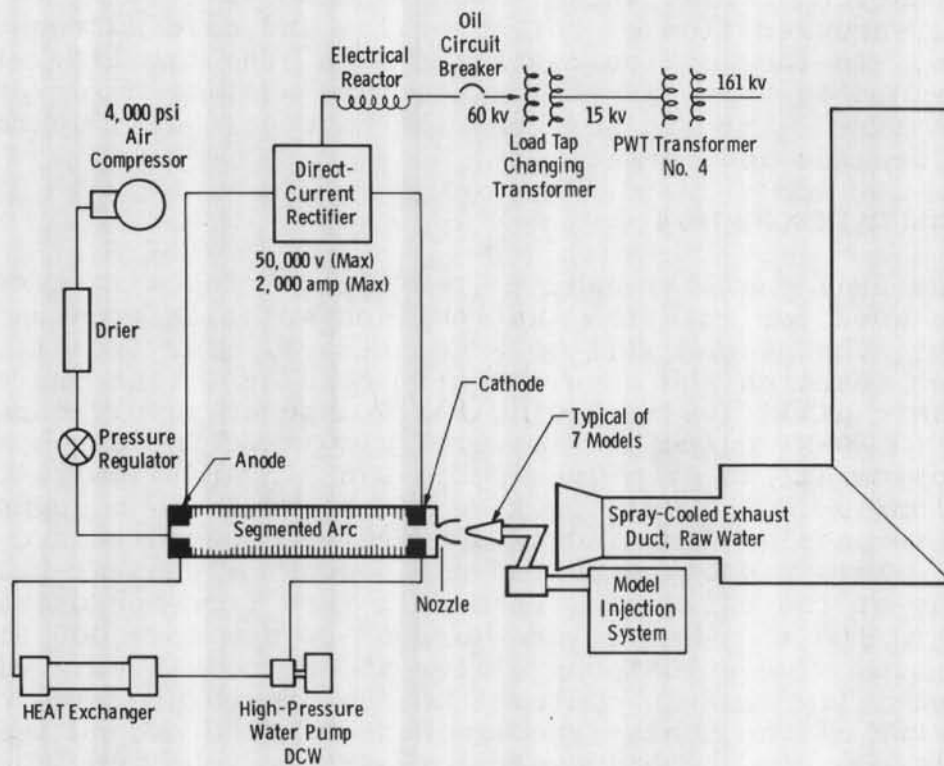 Oil
Circuit
Breaker
Electrical
Reactor
161 kv
60 kv
15 kv
4,000 psi
Air
Compressor
Load Tap
Changing
Transformer
PWT Transformer
No. 4
Direct-
Current
Rectifier
50,000 v (Max)
2,000 amp (Max)
Drier
Cathode
Typical of
7 Models
Pressure
Regulator
Anode
Segmented Arc
Spray-Cooled Exhaust
Duct, Raw Water
Nozzle
Model
Injection
System
HEAT Exchanger
High-Pressure
Water Pump
DCW